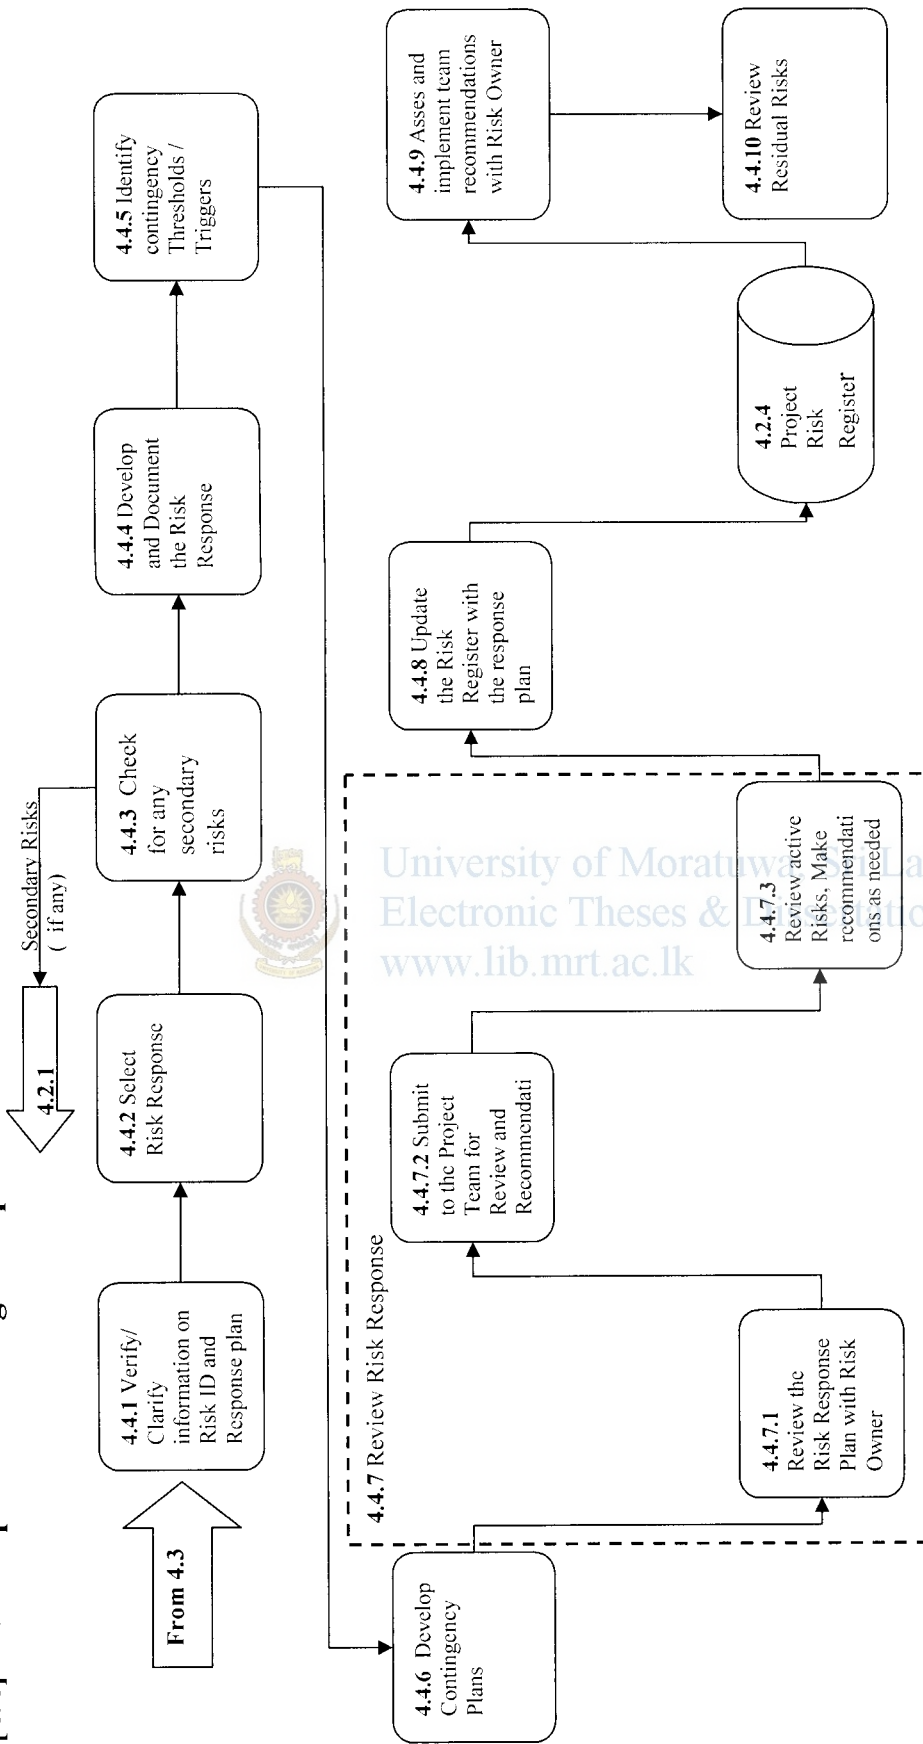 From 4.3
4.4.1 Verify/
Clarify
information on
Risk ID and
Response plan
4.4.2 Select
Risk Response
4.2.1
Secondary Risks
( if any)
4.4.3 Check
for any
secondary
risks
4.4.4 Develop
and Document
the Risk
Response
4.4.5 Identify
contingency
Thresholds /
Triggers
4.4.6 Develop
Contingency
Plans
4.4.7 Review Risk Response
4.4.7.1
Review the
Risk Response
Plan with Risk
Owner
4.4.7.2 Submit
to the Project
Team for
Review and
Recommendati
4.4.7.3
Review active
Risks, Make
recommendati
ons as needed
4.4.8 Update
the Risk
Register with
the response
plan
4.2.4
Project
Risk
Register
4.4.9 Asses and
implement team
recommendations
with Risk Owner
4.4.10 Review
Residual Risks
University of Moratuwa, Sri La
Electronic Theses & Dissertatio
www.lib.mrt.ac.lk